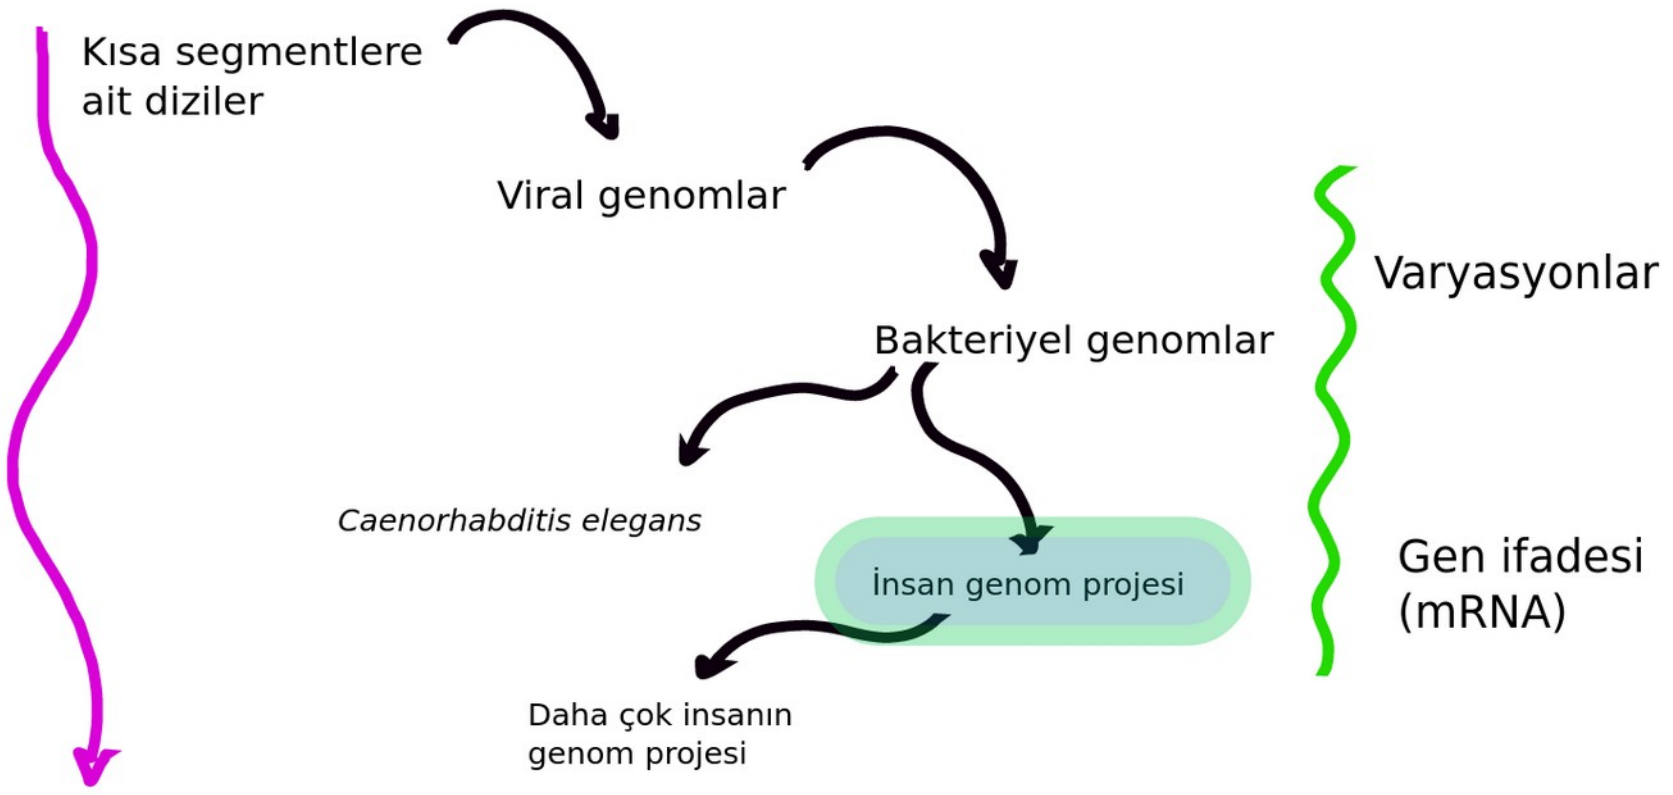 Kısa segmentlere
ait diziler
Viral genomlar
Varyasyonlar
Bakteriyel genomlar
Caenorhabditis elegans
İnsan genom projesi
Gen ifadesi
(mRNA)
Daha çok insanın
genom projesi